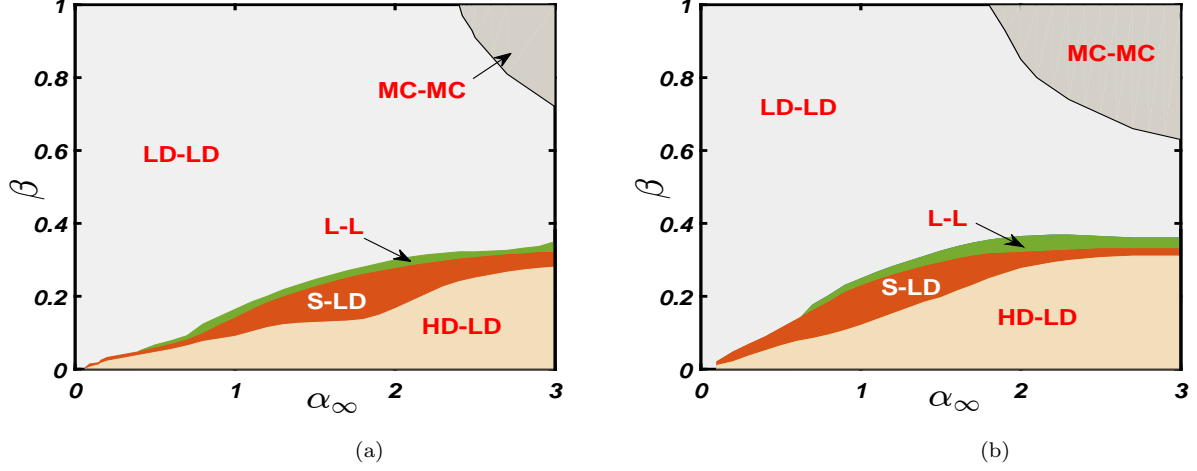 1
0.8
0.6
0.4
0.2
0
β
MC-MC
LD-LD
L-L
S-LD
HD-LD
0 1 2 3
α∞
(a)
1
0.8
0.6
0.4
0.2
0
β
MC-MC
LD-LD
L-L
S-LD
HD-LD
0 1 2 3
α∞
(b)